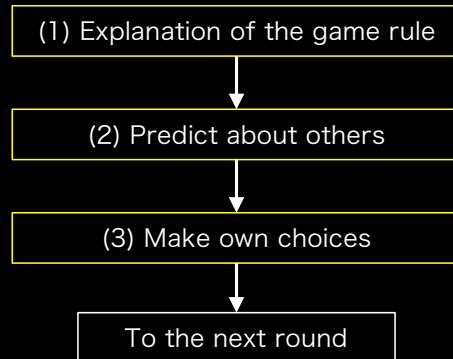 (1) Explanation of the game rule
(2) Predict about others
(3) Make own choices
To the next round